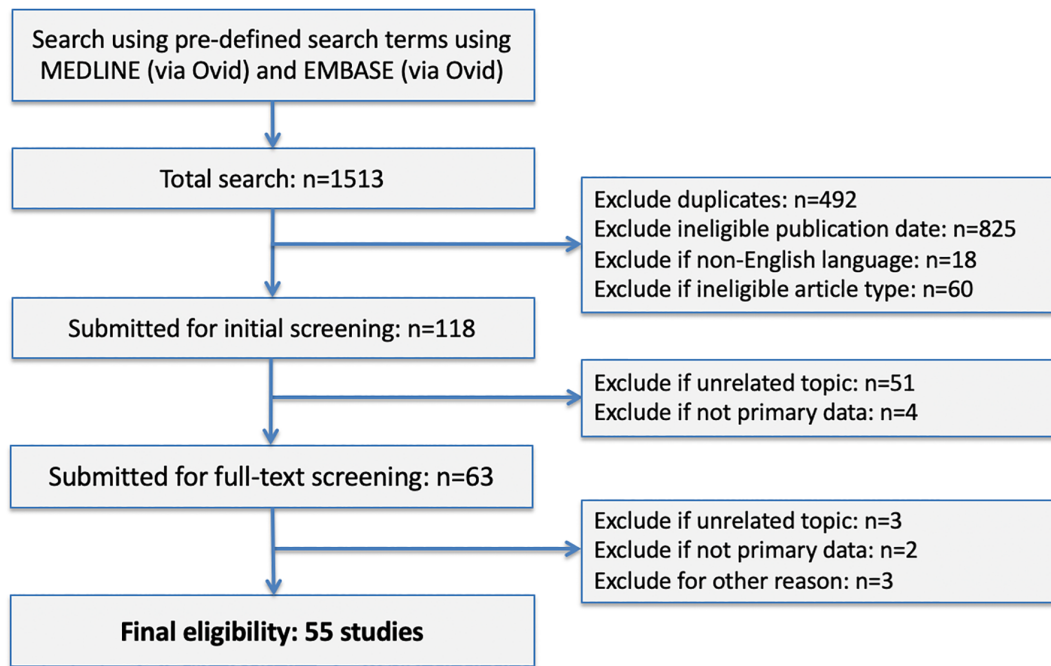 Search using pre-defined search terms using
MEDLINE (via Ovid) and EMBASE (via Ovid)
Total search: n=1513
Exclude duplicates: n=492
Exclude ineligible publication date: n=825
Exclude if non-English language: n=18
Exclude if ineligible article type: n=60
Submitted for initial screening: n=118
Exclude if unrelated topic: n=51
Exclude if not primary data: n=4
Submitted for full-text screening: n=63
Exclude if unrelated topic: n=3
Exclude if not primary data: n=2
Exclude for other reason: n=3
Final eligibility: 55 studies